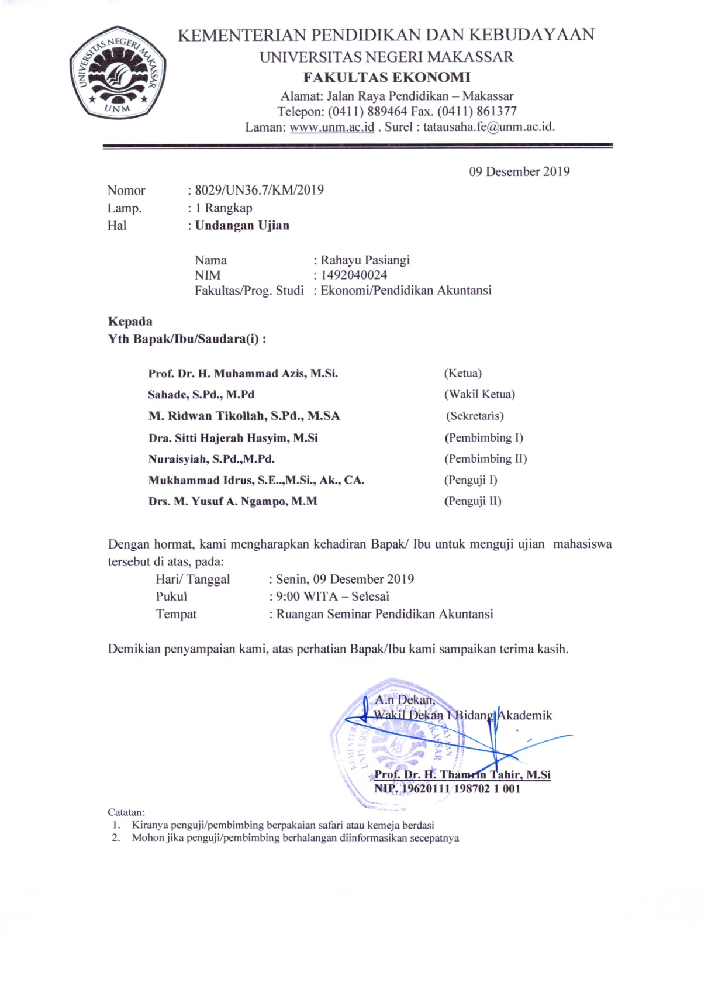 UNIVERSITAS NEGERI MAKASSAR
UNM
KEMENTERIAN PENDIDIKAN DAN KEBUDAYAAN
UNIVERSITAS NEGERI MAKASSAR
FAKULTAS EKONOMI
Alamat: Jalan Raya Pendidikan – Makassar
Telepon: (0411) 889464 Fax. (0411) 861377
Laman: www.unm.ac.id . Surel : tatausaha.fe@unm.ac.id.
09 Desember 2019
Nomor : 8029/UN36.7/KM/2019
Lamp. : 1 Rangkap
Hal : Undangan Ujian
Nama : Rahayu Pasiangi
NIM : 1492040024
Fakultas/Prog. Studi : Ekonomi/Pendidikan Akuntansi
Kepada
Yth Bapak/Ibu/Saudara(i) :
Prof. Dr. H. Muhammad Azis, M.Si. (Ketua)
Sahade, S.Pd., M.Pd (Wakil Ketua)
M. Ridwan Tikollah, S.Pd., M.SA (Sekretaris)
Dra. Sitti Hajerah Hasyim, M.Si (Pembimbing I)
Nuraisyiah, S.Pd.,M.Pd. (Pembimbing II)
Mukhammad Idrus, S.E..,M.Si., Ak., CA. (Penguji I)
Drs. M. Yusuf A. Ngampo, M.M (Penguji II)
Dengan hormat, kami mengharapkan kehadiran Bapak/ Ibu untuk menguji ujian mahasiswa
tersebut di atas, pada:
Hari/ Tanggal : Senin, 09 Desember 2019
Pukul : 9:00 WITA – Selesai
Tempat : Ruangan Seminar Pendidikan Akuntansi
Demikian penyampaian kami, atas perhatian Bapak/Ibu kami sampaikan terima kasih.
A.n Dekan,
Wakil Dekan I Bidang Akademik
KEMENTERIAN PENDIDIKAN DAN KEBUDAYAAN
UNIVERSITAS NEGERI MAKASSAR
UNM
Prof. Dr. H. Thamrin Tahir, M.Si
NIP. 19620111 198702 1 001
Catatan:
1. Kiranya penguji/pembimbing berpakaian safari atau kemeja berdasi
2. Mohon jika penguji/pembimbing berhalangan diinformasikan secepatnya